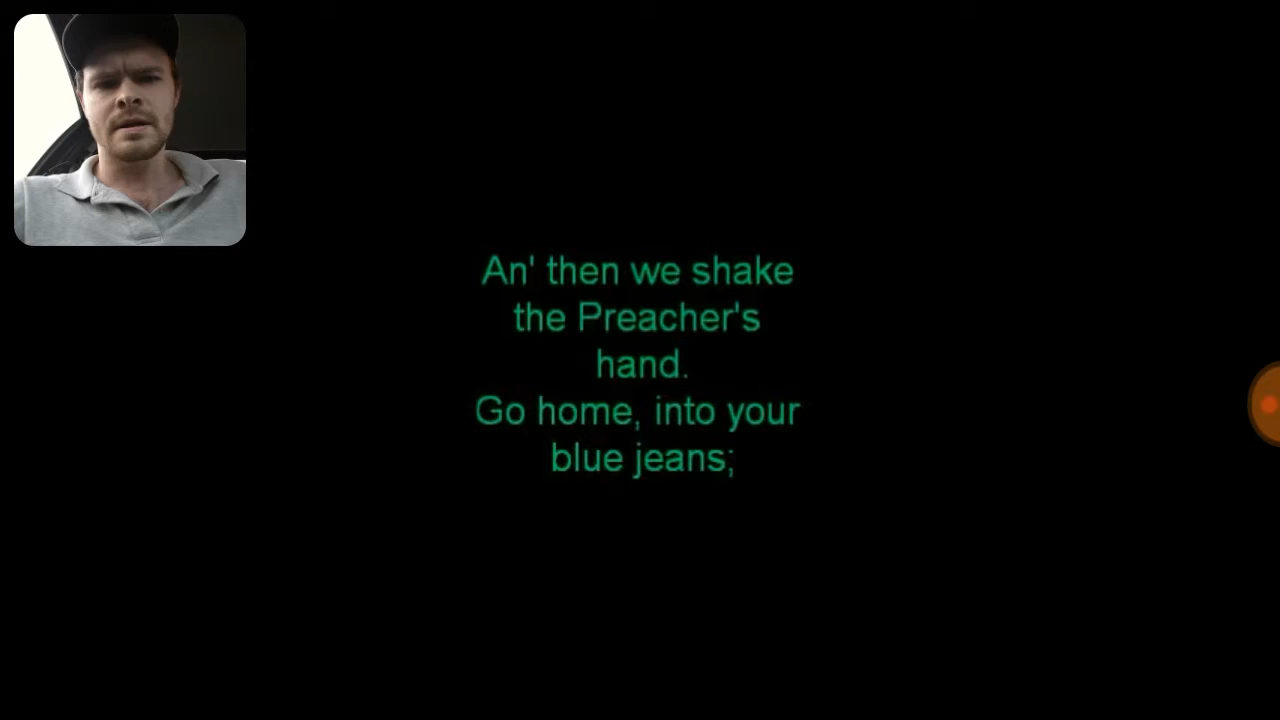 An' then we shake
the Preacher's
hand.
Go home, into your
blue jeans;